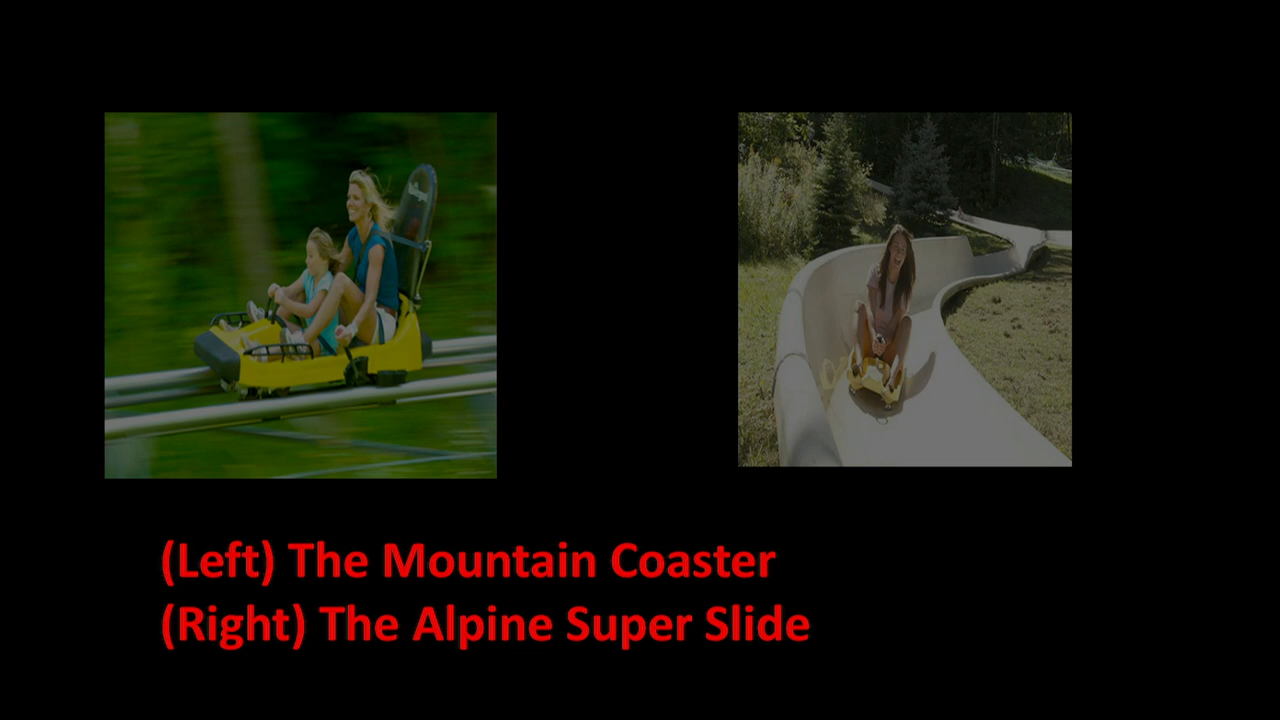 (Left) The Mountain Coaster
(Right) The Alpine Super Slide